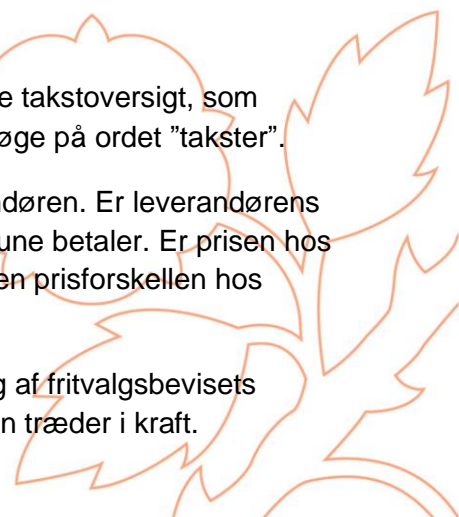 e takstoversigt, som
øge på ordet ”takster”.
døren. Er leverandørens
une betaler. Er prisen hos
en prisforskellen hos
g af fritvalgsbevisets
n træder i kraft.